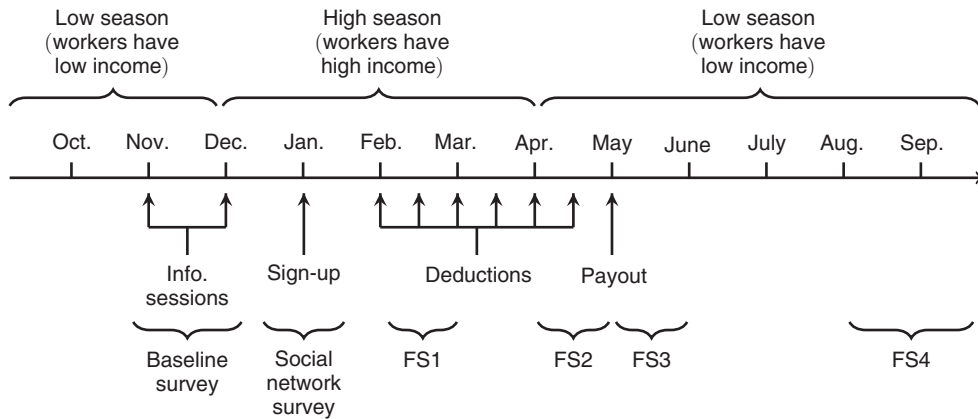 Low season
(workers have
low income)
High season
(workers have
high income)
Low season
(workers have
low income)
Oct. Nov. Dec. Jan. Feb. Mar. Apr. May June July Aug. Sep.
Info.
sessions
Sign-up
Deductions
Payout
Baseline
survey
Social
network
survey
FS1
FS2
FS3
FS4